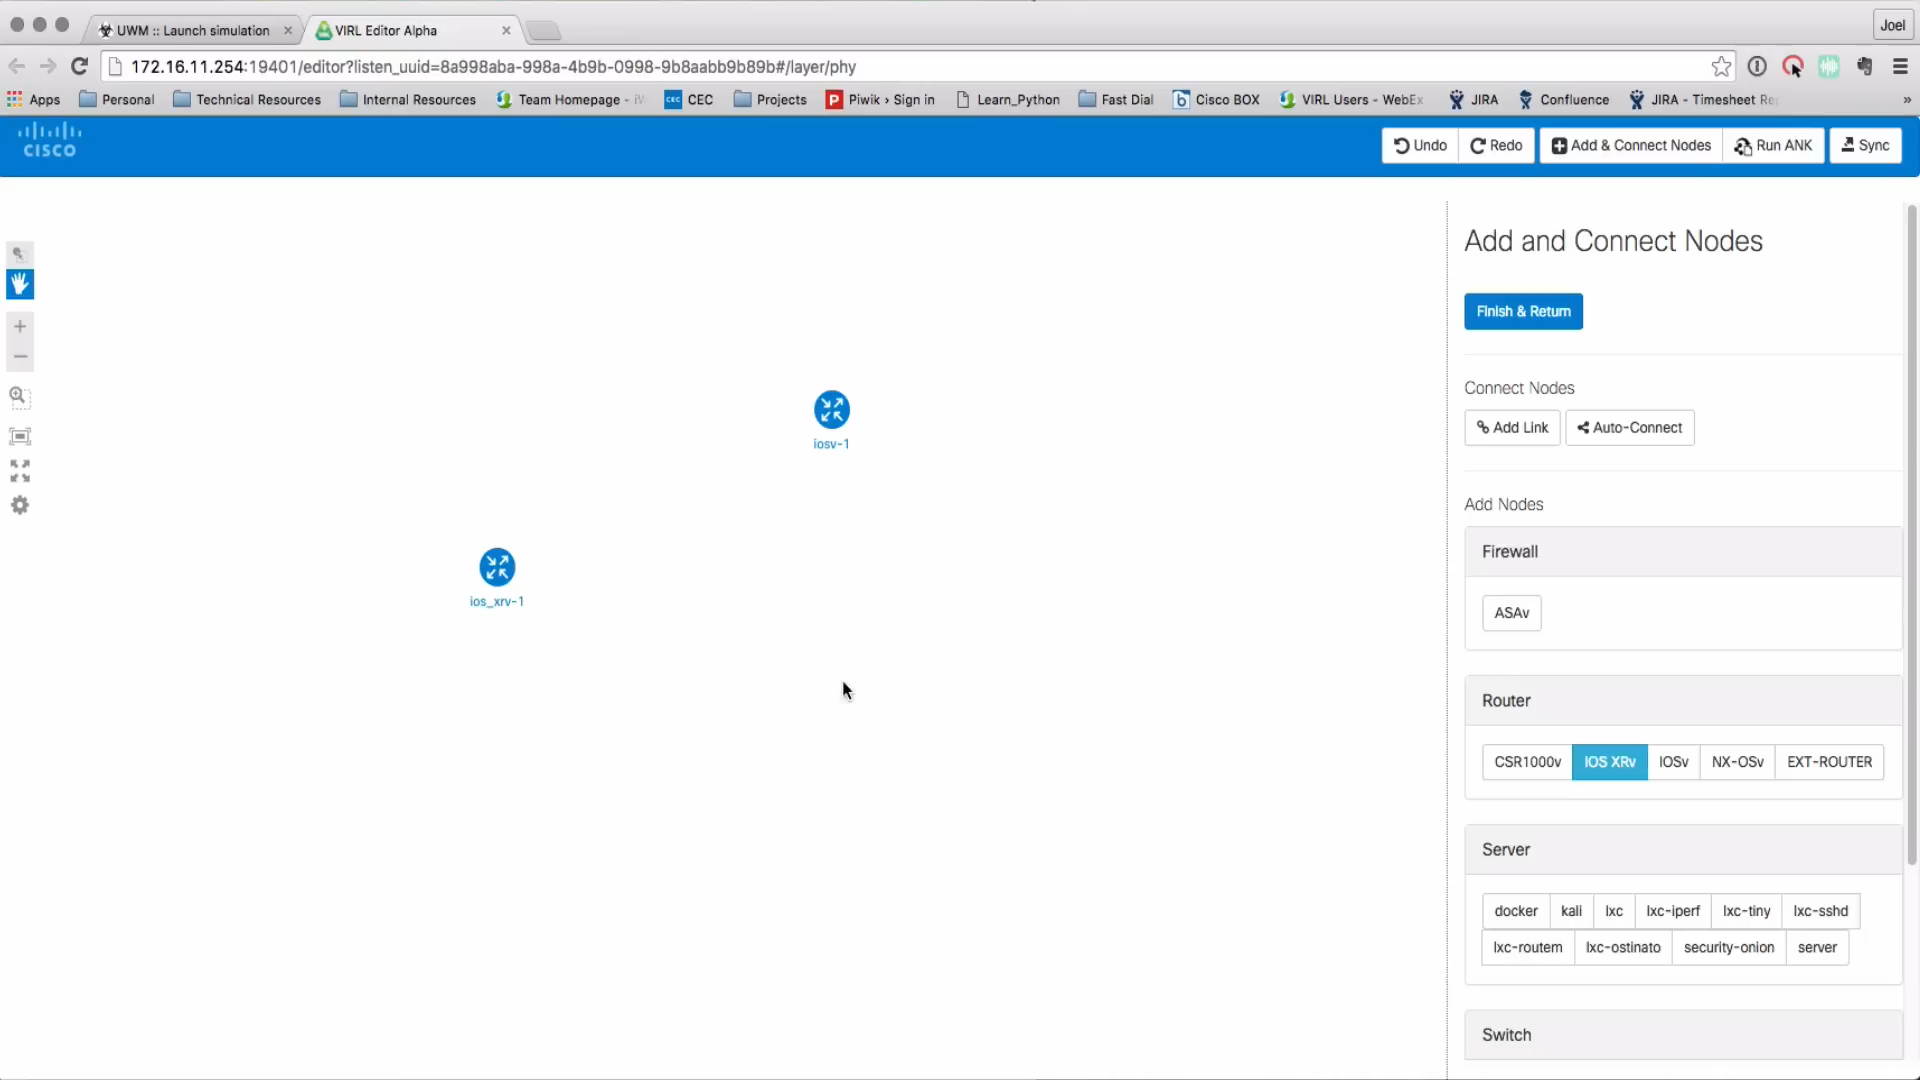 UWM :: Launch simulation
VIRL Editor Alpha
Joel
172.16.11.254:19401/editor?listen_uuid=8a998aba-998a-4b9b-0998-9b8aabb9b89b#/layer/phy
Apps Personal Technical Resources Internal Resources Team Homepage - iV CEC Projects Piwik › Sign in Learn_Python Fast Dial Cisco BOX VIRL Users - WebEx JIRA Confluence JIRA - Timesheet Re »
CISCO
Undo Redo Add & Connect Nodes Run ANK Sync
Add and Connect Nodes
Finish & Return
Connect Nodes
Add Link Auto-Connect
iosv-1
Add Nodes
Firewall
ios_xrv-1
ASAv
Router
CSR1000v IOS XRv IOSv NX-OSv EXT-ROUTER
Server
docker kali lxc lxc-iperf lxc-tiny lxc-sshd
lxc-routem lxc-ostinato security-onion server
Switch